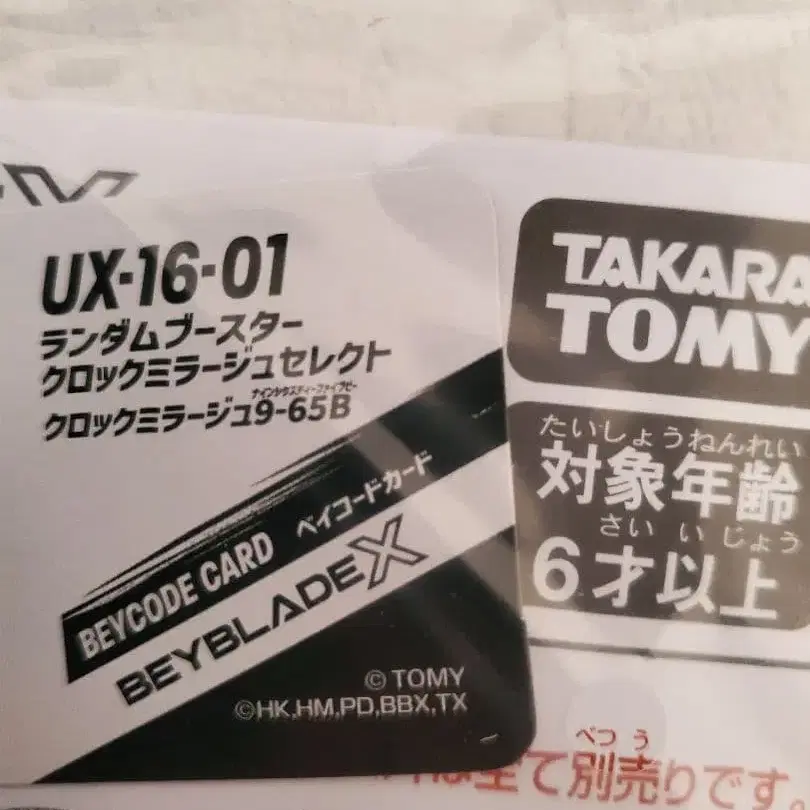 UX-16-01
ランダムブースター
クロックミラージュセレクト
ナインシックスティーファイブビー
クロックミラージュ9-65B
BEYCODE CARD ベイコードカード
BEYBLADE X
© TOMY
©HK,HM,PD,BBX,TX
TAKARA
TOMY
たいしょうねんれい
対象年齢
さい い じょう
6才以上
べつ う
全て別売りです。